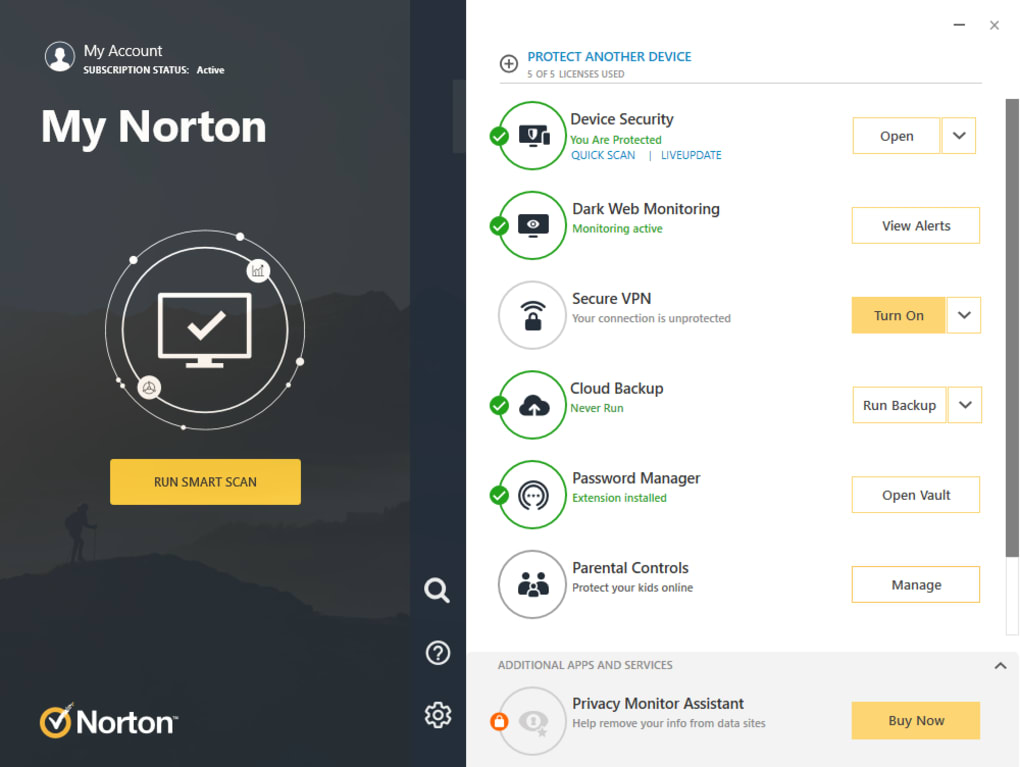 My Account
SUBSCRIPTION STATUS: Active
My Norton
RUN SMART SCAN
Norton™
PROTECT ANOTHER DEVICE
5 OF 5 LICENSES USED
Device Security
You Are Protected
QUICK SCAN | LIVEUPDATE
Open
Dark Web Monitoring
Monitoring active
View Alerts
Secure VPN
Your connection is unprotected
Turn On
Cloud Backup
Never Run
Run Backup
Password Manager
Extension installed
Open Vault
Parental Controls
Protect your kids online
Manage
ADDITIONAL APPS AND SERVICES
Privacy Monitor Assistant
Help remove your info from data sites
Buy Now